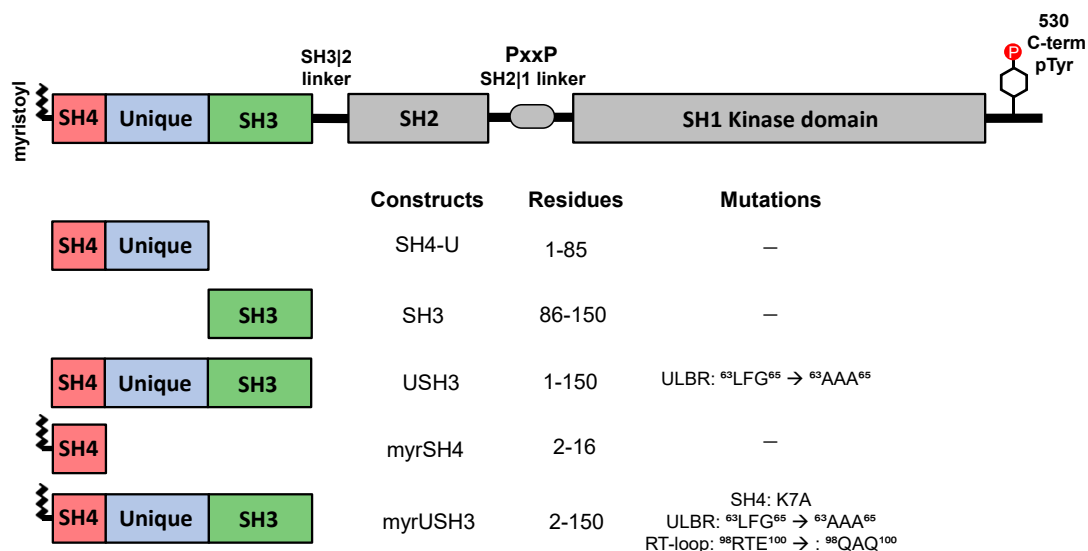 530
C-term
pTyr
P
SH3|2
linker
PxxP
SH2|1 linker
myristoyl
SH4 Unique SH3 SH2 SH1 Kinase domain
Constructs Residues Mutations
SH4 Unique SH4-U 1-85 —
SH3 SH3 86-150 —
SH4 Unique SH3 USH3 1-150 ULBR: ⁶³LFG⁶⁵ → ⁶³AAA⁶⁵
SH4 myrSH4 2-16 —
SH4 Unique SH3 myrUSH3 2-150
SH4: K7A
ULBR: ⁶³LFG⁶⁵ → ⁶³AAA⁶⁵
RT-loop: ⁹⁸RTE¹⁰⁰ → : ⁹⁸QAQ¹⁰⁰